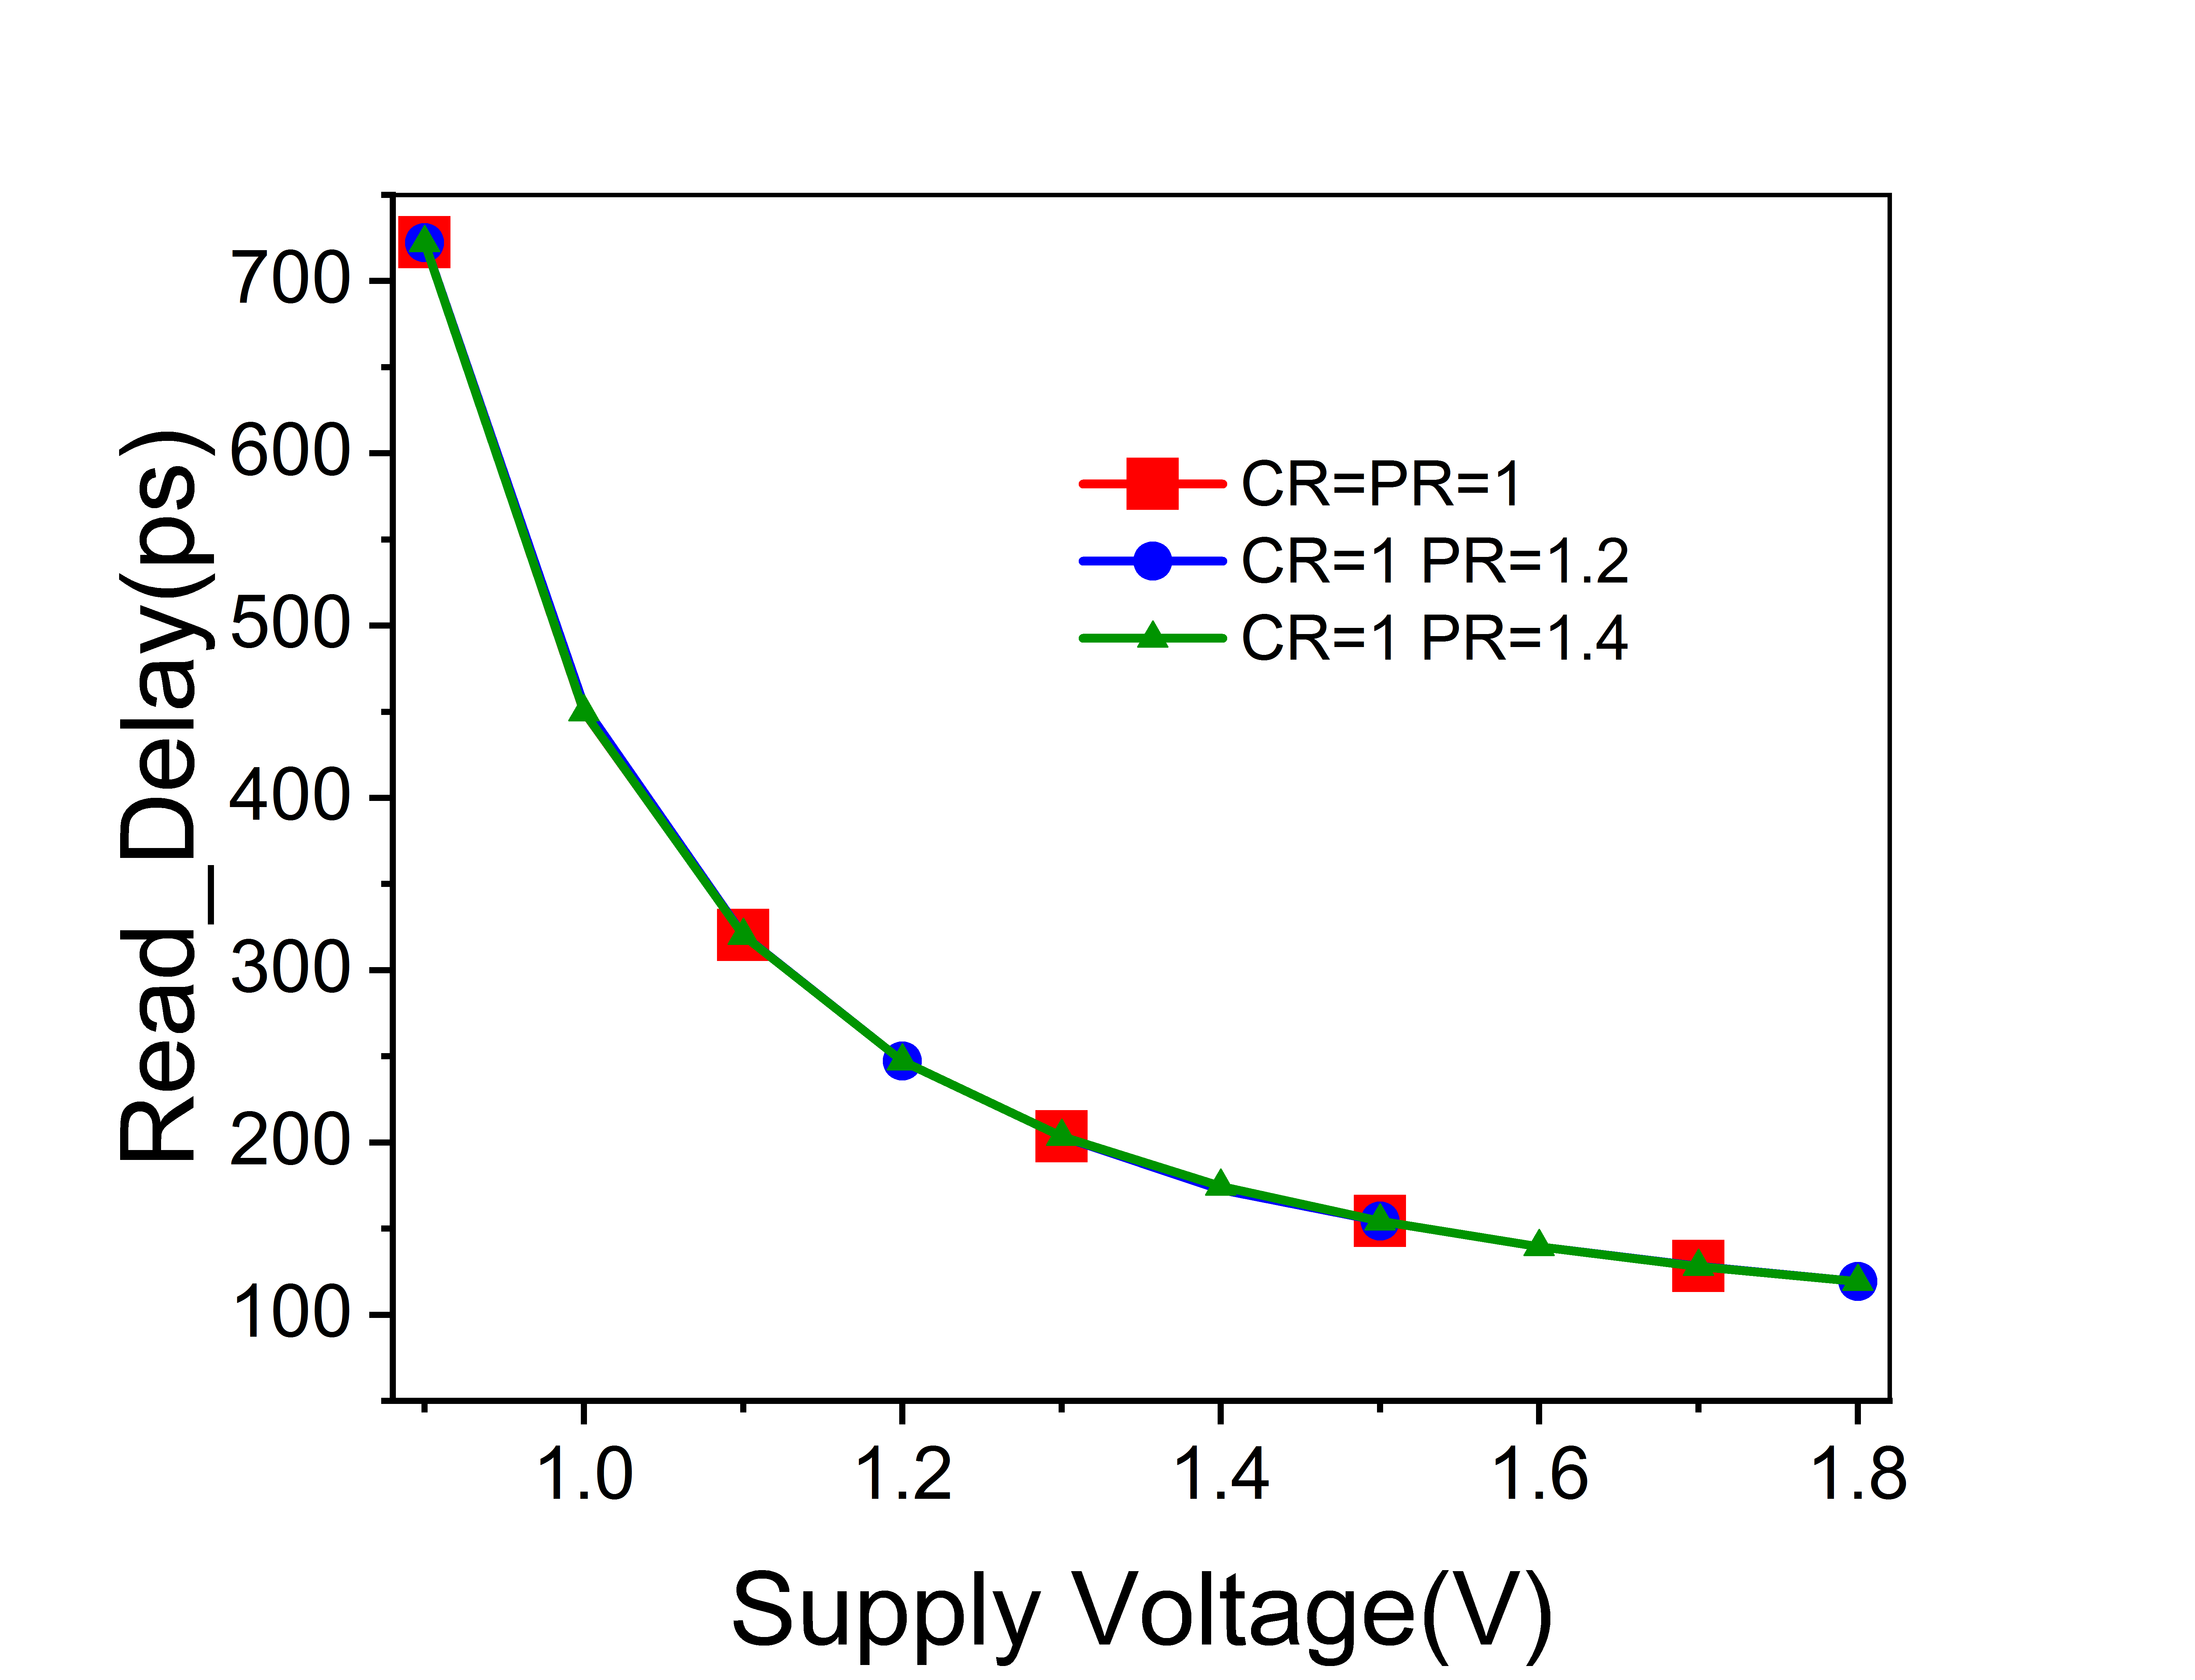 700
600
500
400
300
200
100
Read_Delay(ps)
CR=PR=1
CR=1 PR=1.2
CR=1 PR=1.4
1.0 1.2 1.4 1.6 1.8
Supply Voltage(V)